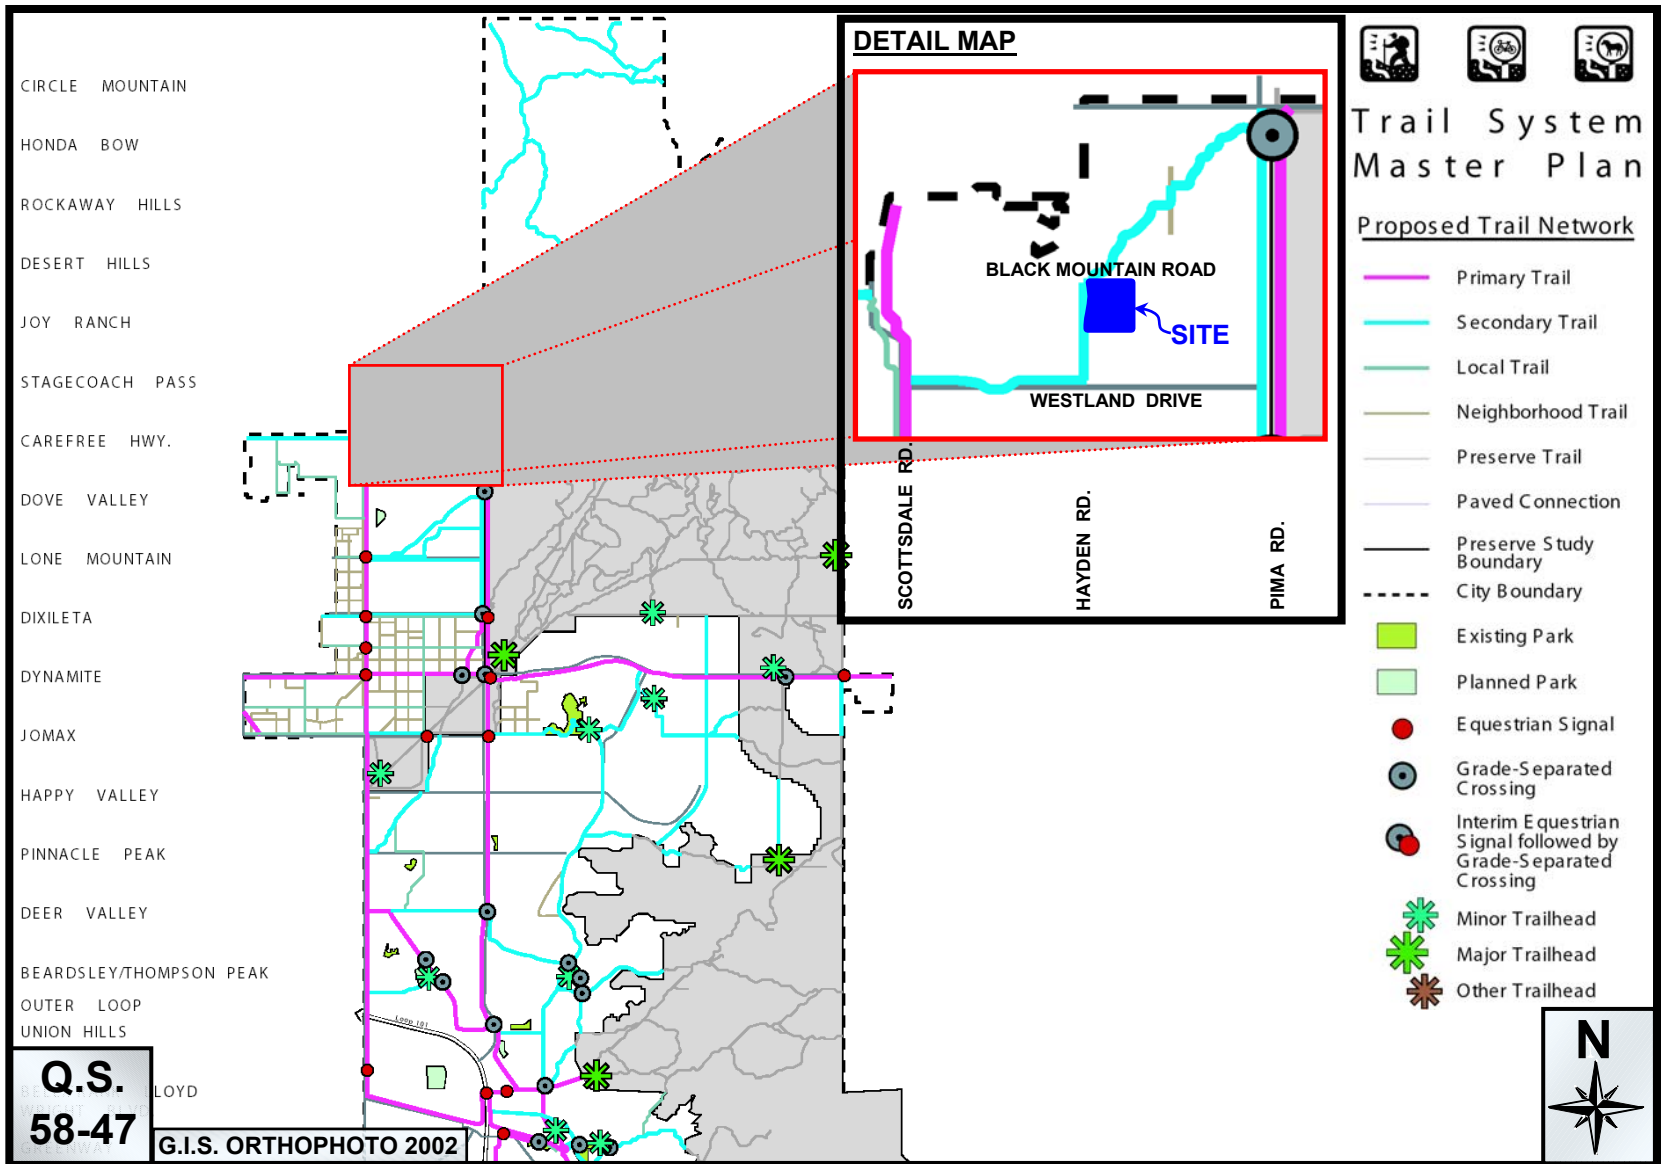 CIRCLE MOUNTAIN
HONDA BOW
ROCKAWAY HILLS
DESERT HILLS
JOY RANCH
STAGECOACH PASS
CAREFREE HWY.
DOVE VALLEY
LONE MOUNTAIN
DIXILETA
DYNAMITE
JOMAX
HAPPY VALLEY
PINNACLE PEAK
DEER VALLEY
BEARDSLEY/THOMPSON PEAK
OUTER LOOP
UNION HILLS
LLOYD
Q.S.
58-47
G.I.S. ORTHOPHOTO 2002
Loop 101
DETAIL MAP
BLACK MOUNTAIN ROAD
SITE
WESTLAND DRIVE
SCOTTSDALE RD.
HAYDEN RD.
PIMA RD.
Trail System
Master Plan
Proposed Trail Network
Primary Trail
Secondary Trail
Local Trail
Neighborhood Trail
Preserve Trail
Paved Connection
Preserve Study
Boundary
City Boundary
Existing Park
Planned Park
Equestrian Signal
Grade-Separated
Crossing
Interim Equestrian
Signal followed by
Grade-Separated
Crossing
Minor Trailhead
Major Trailhead
Other Trailhead
N